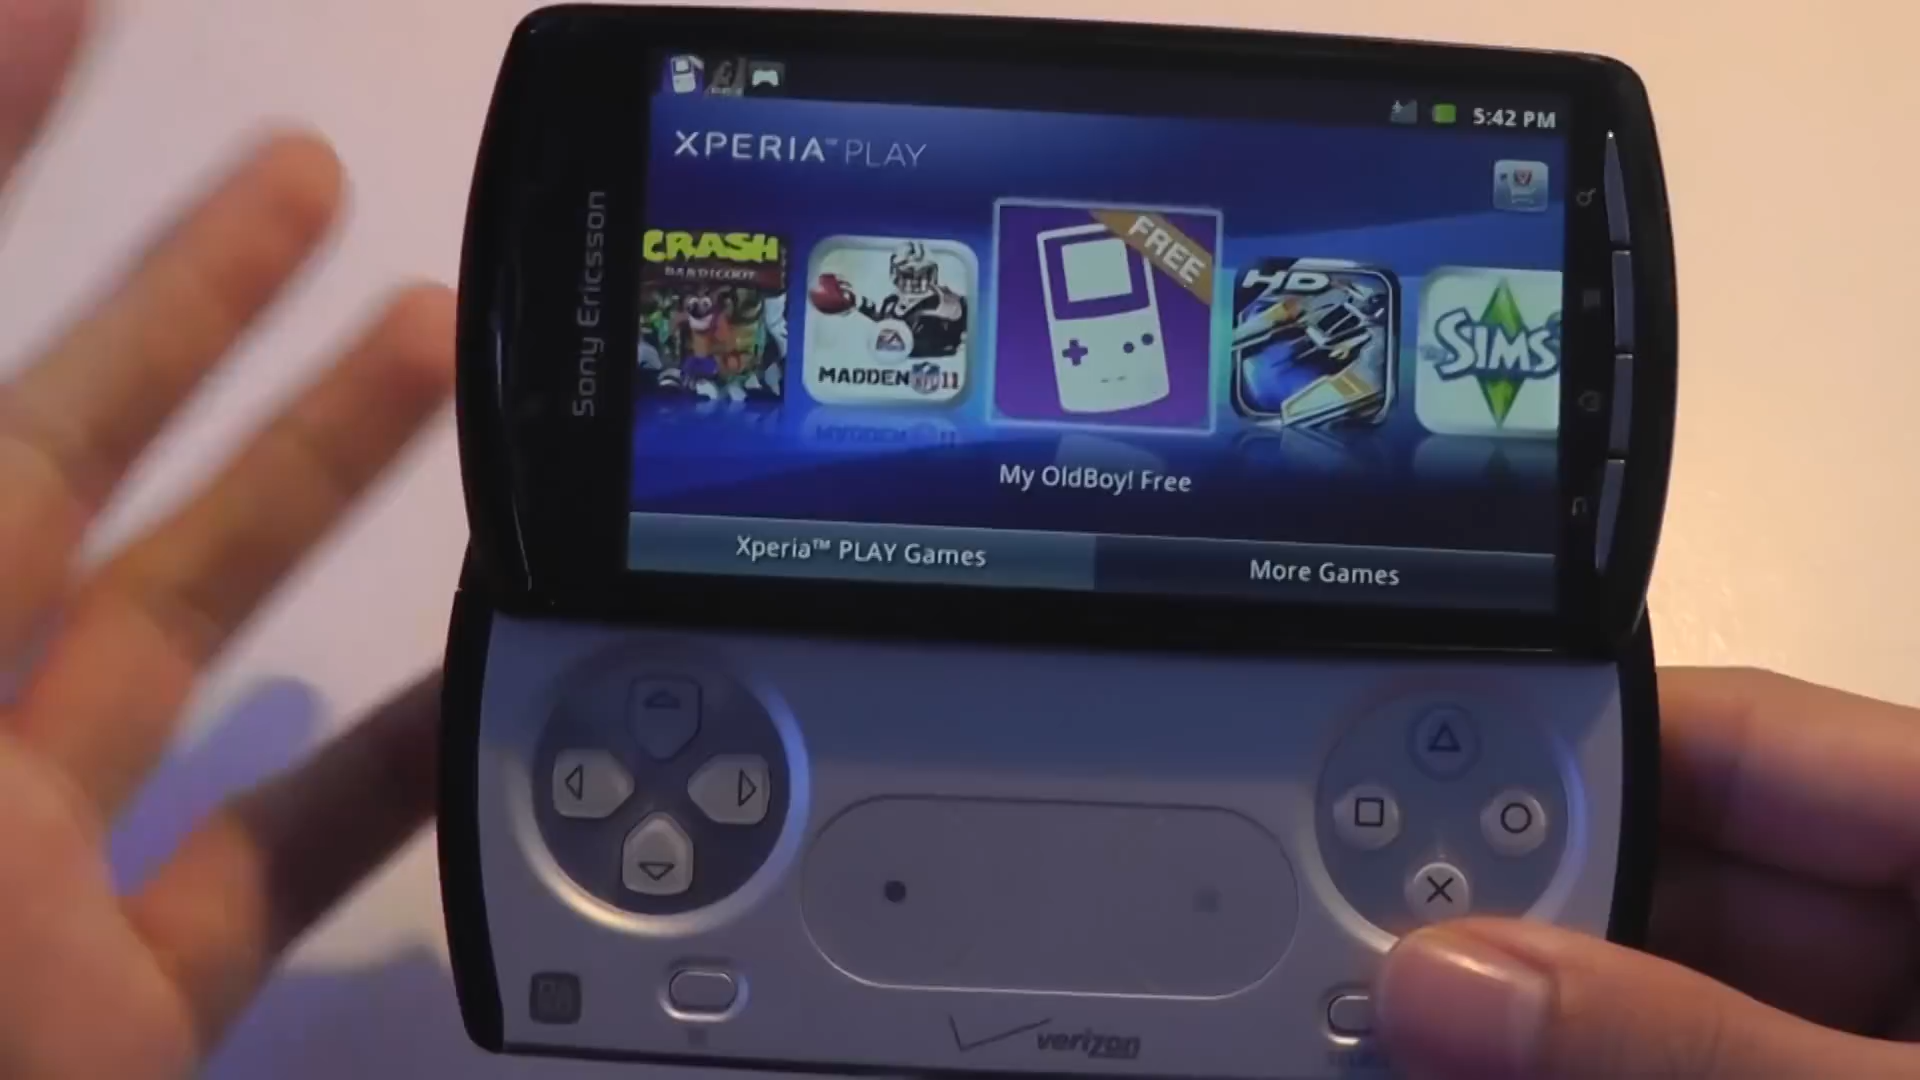 5:42 PM
XPERIA™ PLAY
Sony Ericsson
CRASH
BANDICOOT
EA
MADDEN NFL 11
FREE
HD
SIMS
My OldBoy! Free
Xperia™ PLAY Games
More Games
verizon